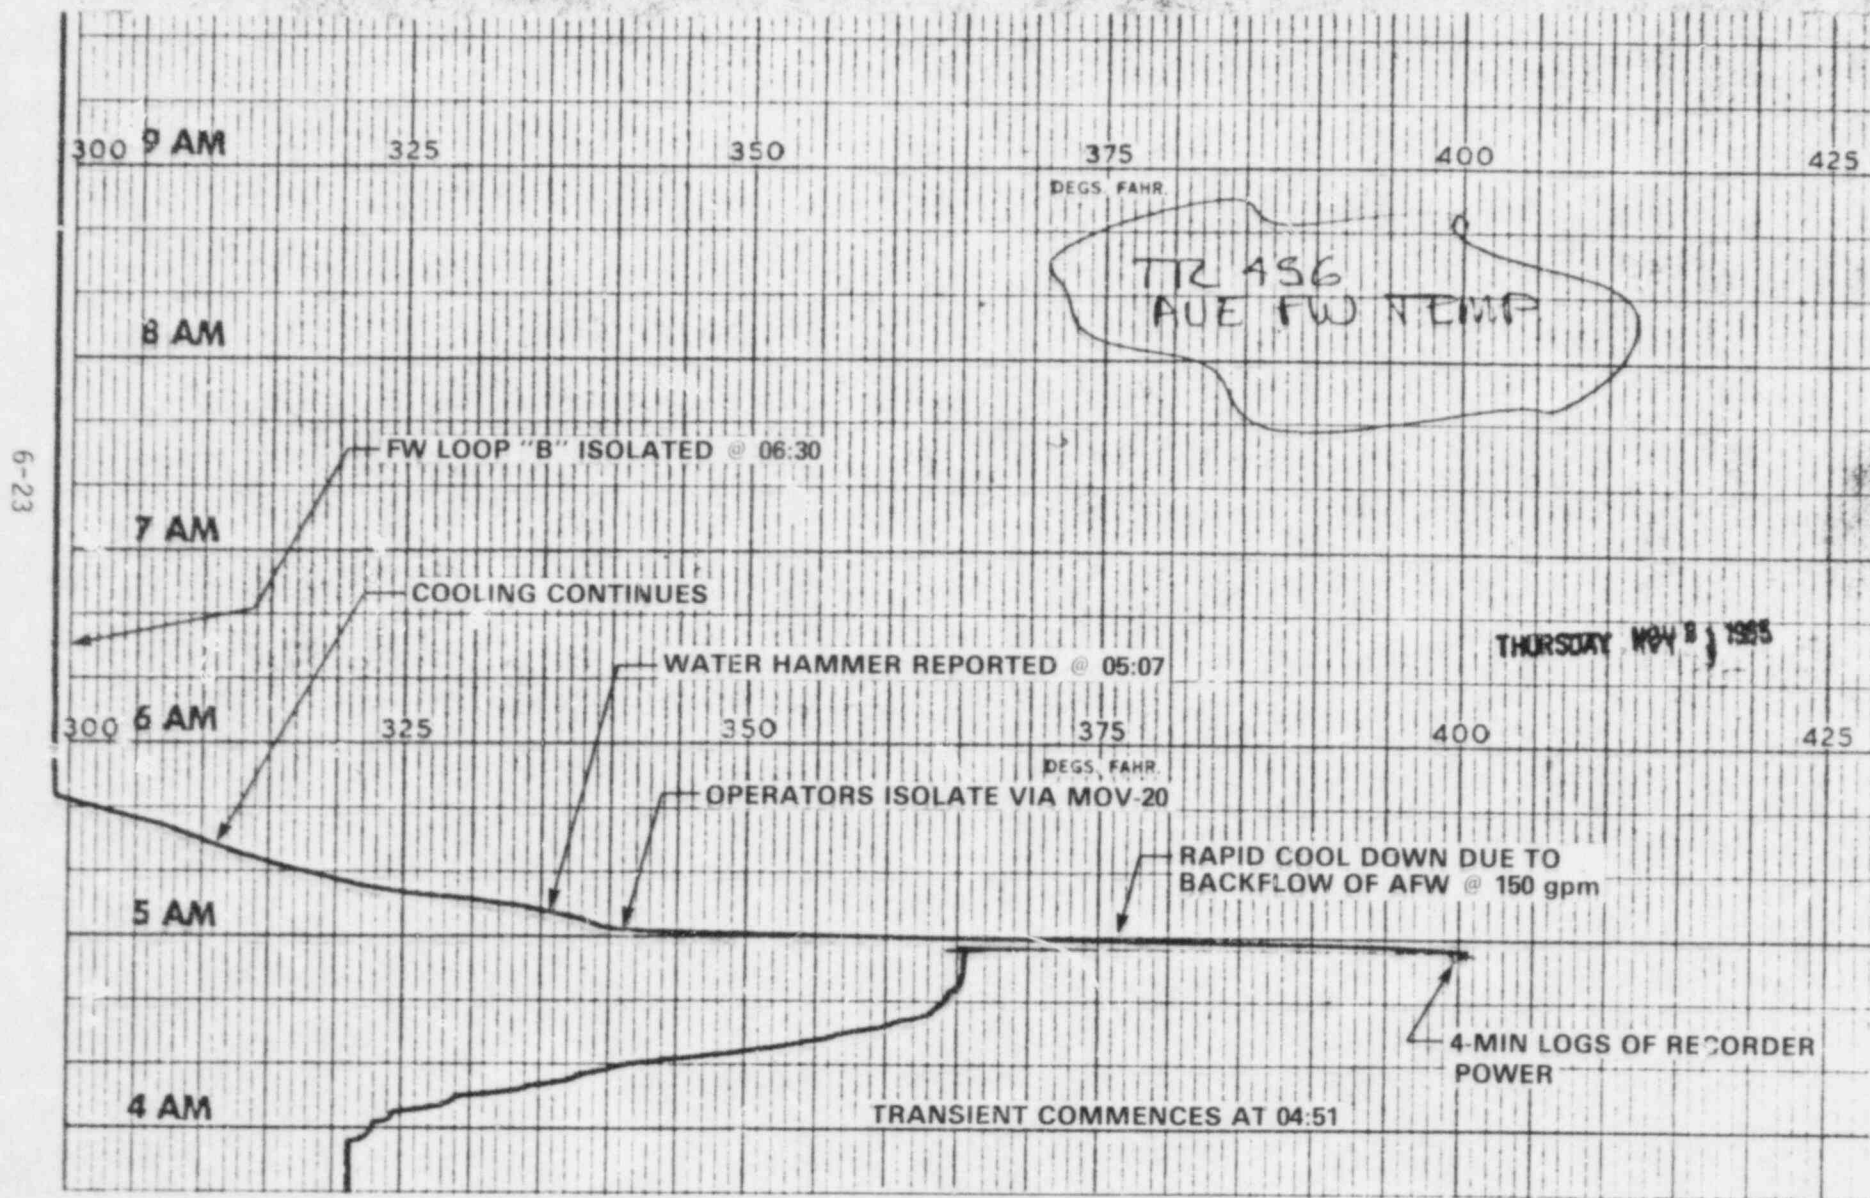 300 9 AM 325 350 375 400 425
DEGS. FAHR.
TR 456
AVE FW TEMP
8 AM
FW LOOP "B" ISOLATED @ 06:30
7 AM
COOLING CONTINUES
THURSDAY NOV
WATER HAMMER REPORTED @ 05:07
300 6 AM 325 350 375 400 425
DEGS. FAHR.
OPERATORS ISOLATE VIA MOV-20
RAPID COOL DOWN DUE TO
BACKFLOW OF AFW @ 150 gpm
5 AM
4-MIN LOGS OF RECORDER
POWER
4 AM
TRANSIENT COMMENCES AT 04:51
6-23